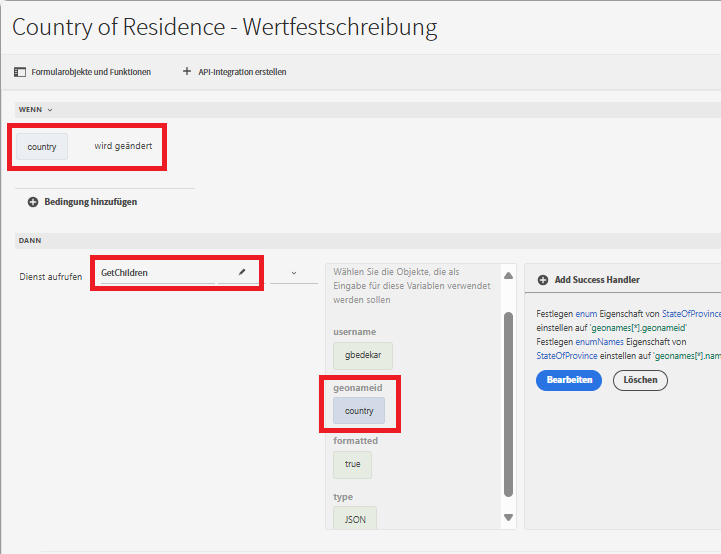 Country of Residence - Wertfestschreibung
Formularobjekte und Funktionen
API-Integration erstellen
WENN
country wird geändert
Bedingung hinzufügen
DANN
Dienst aufrufen GetChildren
Wählen Sie die Objekte, die als
Eingabe für diese Variablen verwendet
werden sollen
username
gbedekar
geonameid
country
formatted
true
type
JSON
Add Success Handler
Festlegen enum Eigenschaft von StateOfProvince
einstellen auf 'geonames[*].geonameid'
Festlegen enumNames Eigenschaft von
StateOfProvince einstellen auf 'geonames[*].nam
Bearbeiten Löschen